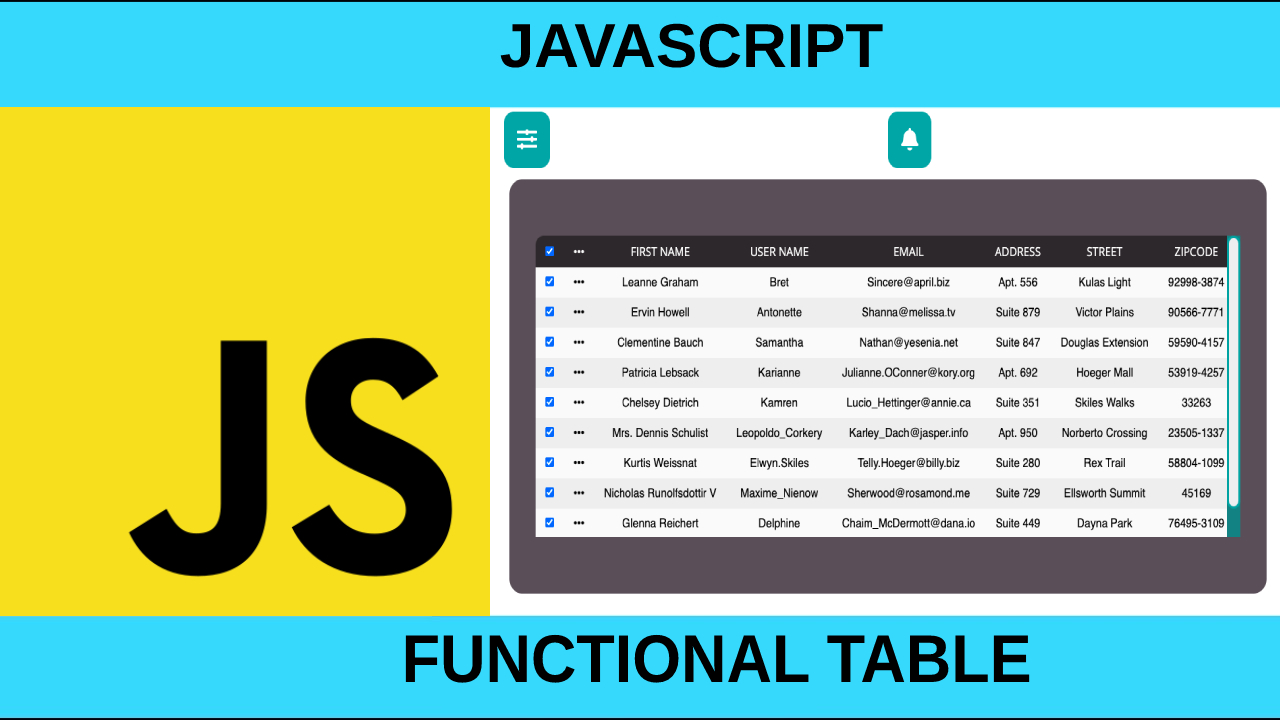 JAVASCRIPT
JS
••• FIRST NAME USER NAME EMAIL ADDRESS STREET ZIPCODE
••• Leanne Graham Bret Sincere@april.biz Apt. 556 Kulas Light 92998-3874
••• Ervin Howell Antonette Shanna@melissa.tv Suite 879 Victor Plains 90566-7771
••• Clementine Bauch Samantha Nathan@yesenia.net Suite 847 Douglas Extension 59590-4157
••• Patricia Lebsack Karianne Julianne.OConner@kory.org Apt. 692 Hoeger Mall 53919-4257
••• Chelsey Dietrich Kamren Lucio_Hettinger@annie.ca Suite 351 Skiles Walks 33263
••• Mrs. Dennis Schulist Leopoldo_Corkery Karley_Dach@jasper.info Apt. 950 Norberto Crossing 23505-1337
••• Kurtis Weissnat Elwyn.Skiles Telly.Hoeger@billy.biz Suite 280 Rex Trail 58804-1099
••• Nicholas Runolfsdottir V Maxime_Nienow Sherwood@rosamond.me Suite 729 Ellsworth Summit 45169
••• Glenna Reichert Delphine Chaim_McDermott@dana.io Suite 449 Dayna Park 76495-3109
FUNCTIONAL TABLE